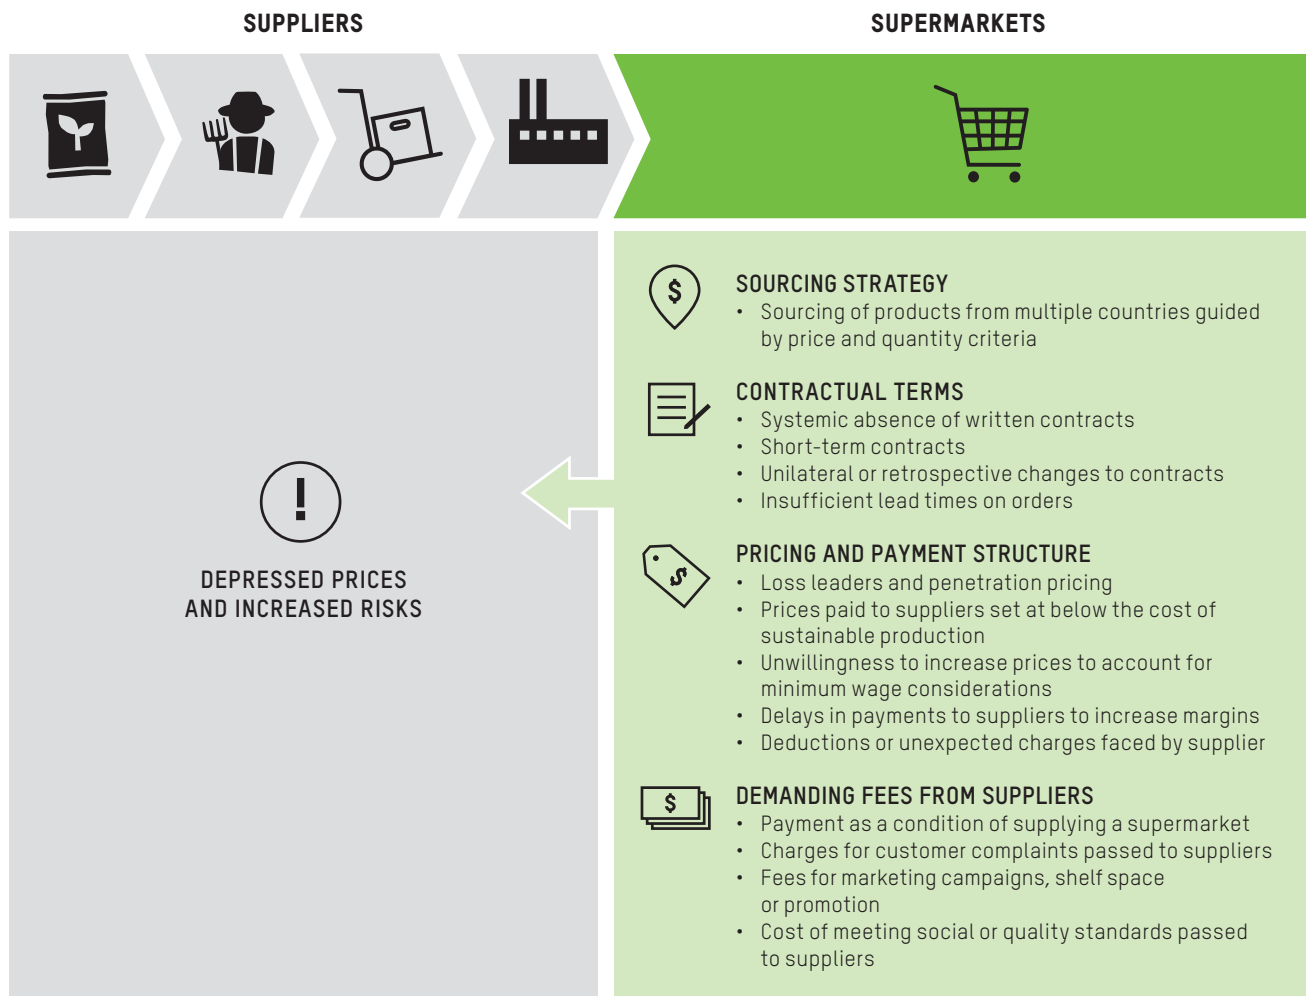 SUPPLIERS
SUPERMARKETS
SOURCING STRATEGY
• Sourcing of products from multiple countries guided
by price and quantity criteria
CONTRACTUAL TERMS
• Systemic absence of written contracts
• Short-term contracts
• Unilateral or retrospective changes to contracts
• Insufficient lead times on orders
!
DEPRESSED PRICES
AND INCREASED RISKS
PRICING AND PAYMENT STRUCTURE
• Loss leaders and penetration pricing
• Prices paid to suppliers set at below the cost of
sustainable production
• Unwillingness to increase prices to account for
minimum wage considerations
• Delays in payments to suppliers to increase margins
• Deductions or unexpected charges faced by supplier
DEMANDING FEES FROM SUPPLIERS
• Payment as a condition of supplying a supermarket
• Charges for customer complaints passed to suppliers
• Fees for marketing campaigns, shelf space
or promotion
• Cost of meeting social or quality standards passed
to suppliers
$
$
$